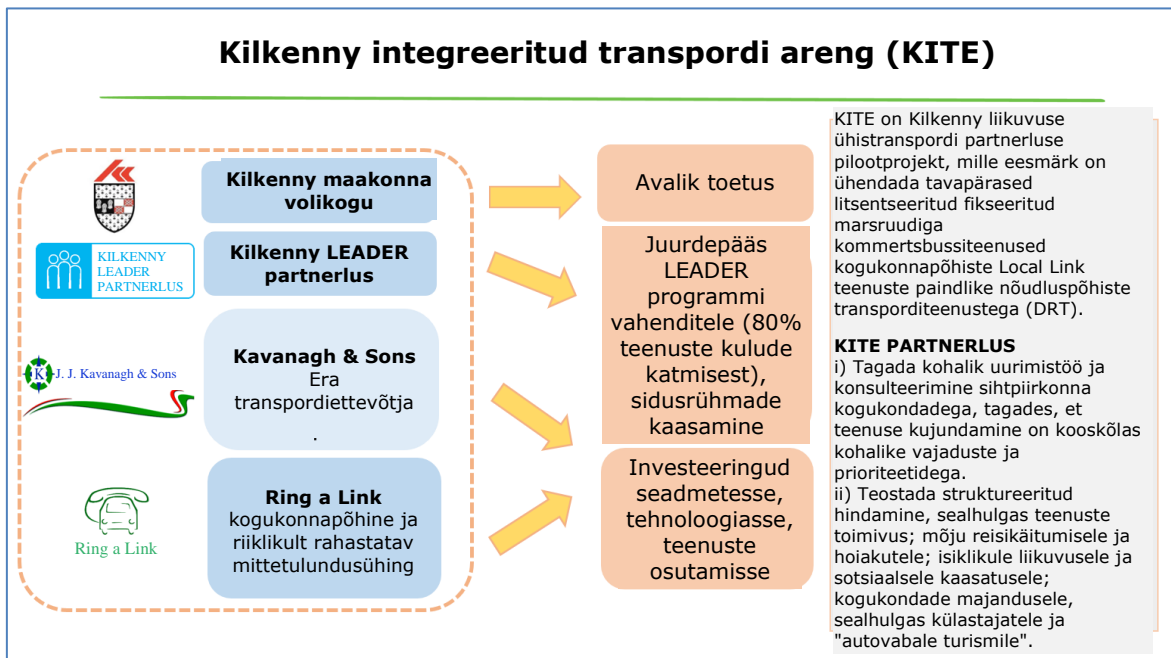 Kilkenny integreeritud transpordi areng (KITE)
Kilkenny maakonna
volikogu
KILKENNY
LEADER
PARTNERLUS
Kilkenny LEADER
partnerlus
K J. J. Kavanagh & Sons
Kavanagh & Sons
Era
transpordiettevõtja
.
Ring a Link
Ring a Link
kogukonnapõhine ja
riiklikult rahastatav
mittetulundusühing
Avalik toetus
Juurdepääs
LEADER
programmi
vahenditele (80%
teenuste kulude
katmisest),
sidusrühmade
kaasamine
Investeeringud
seadmetesse,
tehnoloogiasse,
teenuste
osutamisse
KITE on Kilkenny liikuvuse
ühistranspordi partnerluse
pilootprojekt, mille eesmärk on
ühendada tavapärased
litsentseeritud fikseeritud
marsruudiga
kommertsbussiteenused
kogukonnapõhiste Local Link
teenuste paindlike nõudluspõhiste
transporditeenustega (DRT).
KITE PARTNERLUS
i) Tagada kohalik uurimistöö ja
konsulteerimine sihtpiirkonna
kogukondadega, tagades, et
teenuse kujundamine on kooskõlas
kohalike vajaduste ja
prioriteetidega.
ii) Teostada struktureeritud
hindamine, sealhulgas teenuste
toimivus; mõju reisikäitumisele ja
hoiakutele; isiklikule liikuvusele ja
sotsiaalsele kaasatusele;
kogukondade majandusele,
sealhulgas külastajatele ja
"autovabale turismile".